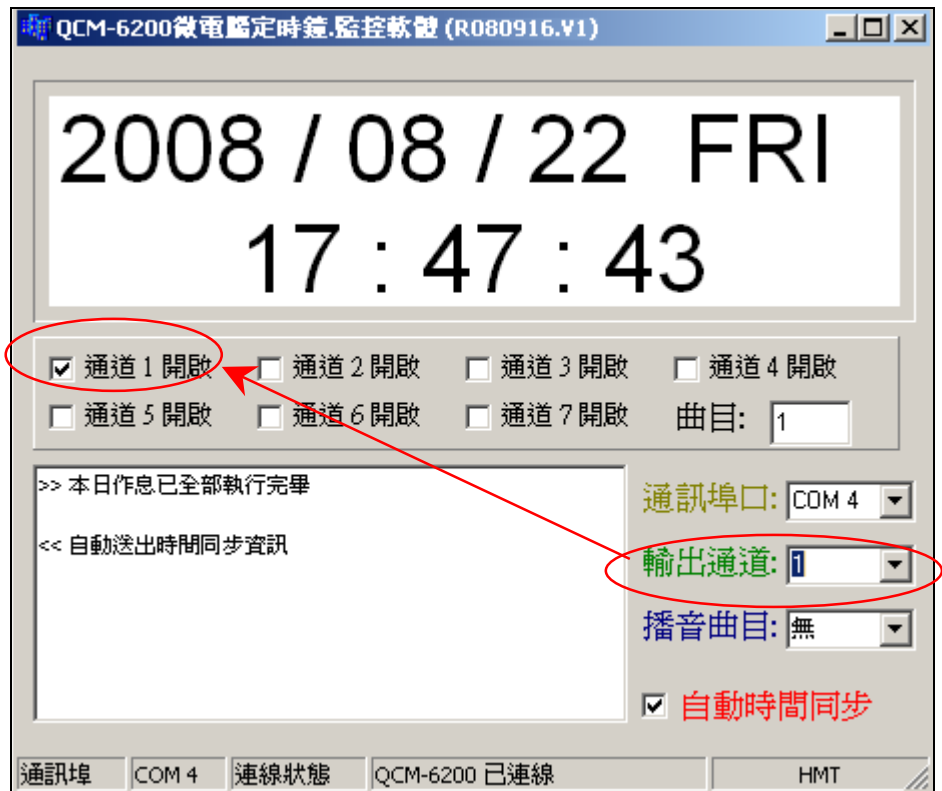 QCM-6200微電腦定時鐘.監控軟體 (R080916.V1)
2008 / 08 / 22 FRI
17 : 47 : 43
通道 1 開啟 通道 2 開啟 通道 3 開啟 通道 4 開啟
通道 5 開啟 通道 6 開啟 通道 7 開啟 曲目: 1
>> 本日作息已全部執行完畢
<< 自動送出時間同步資訊
通訊埠口: COM 4
輸出通道: 1
播音曲目: 無
自動時間同步
通訊埠 COM 4 連線狀態 QCM-6200 已連線 HMT